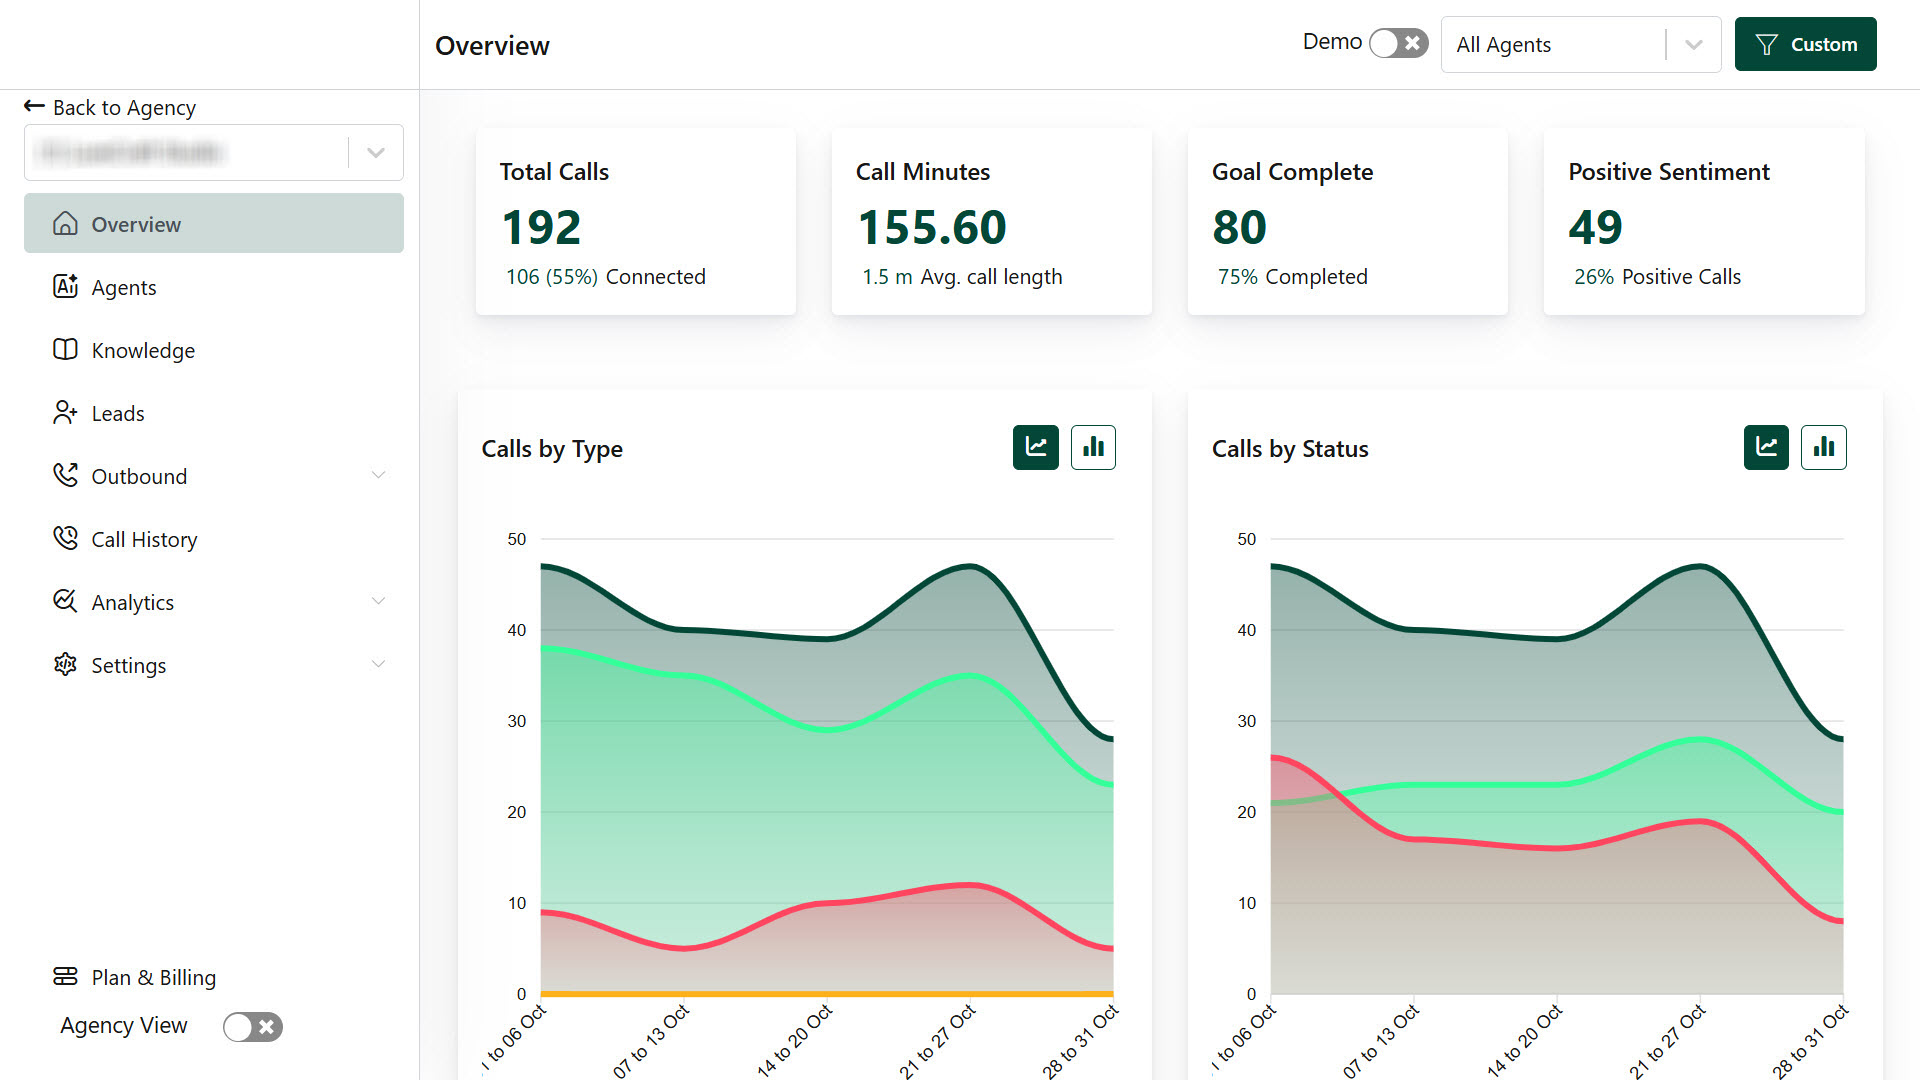 Overview
Demo
All Agents
Custom
Back to Agency
Overview
Agents
Knowledge
Leads
Outbound
Call History
Analytics
Settings
Plan & Billing
Agency View
Total Calls
192
106 (55%) Connected
Call Minutes
155.60
1.5 m Avg. call length
Goal Complete
80
75% Completed
Positive Sentiment
49
26% Positive Calls
Calls by Type
50
40
30
20
10
0
1 to 06 Oct
07 to 13 Oct
14 to 20 Oct
21 to 27 Oct
28 to 31 Oct
Calls by Status
50
40
30
20
10
0
1 to 06 Oct
07 to 13 Oct
14 to 20 Oct
21 to 27 Oct
28 to 31 Oct